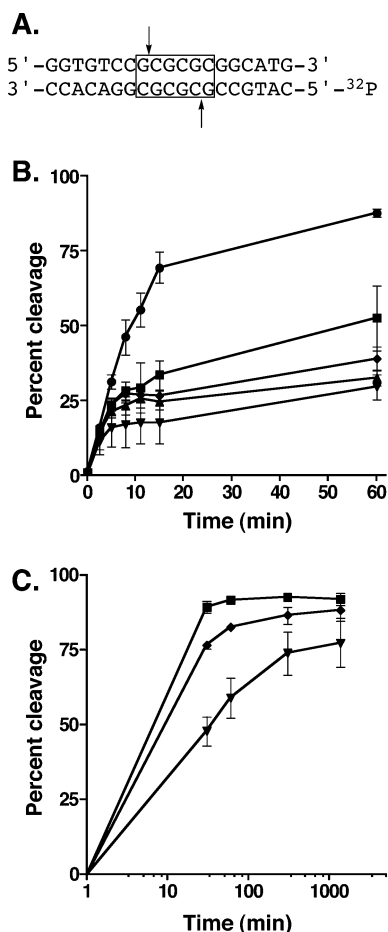 A.
5'-GGTGTCCGCGCGCGGCATG-3'
3'-CCACAGGCGCGCGCCGTAC-5'-³²P
B.
100
75
50
25
0
Percent cleavage
0 10 20 30 40 50 60
Time (min)
C.
100
75
50
25
0
Percent cleavage
1 10 100 1000
Time (min)